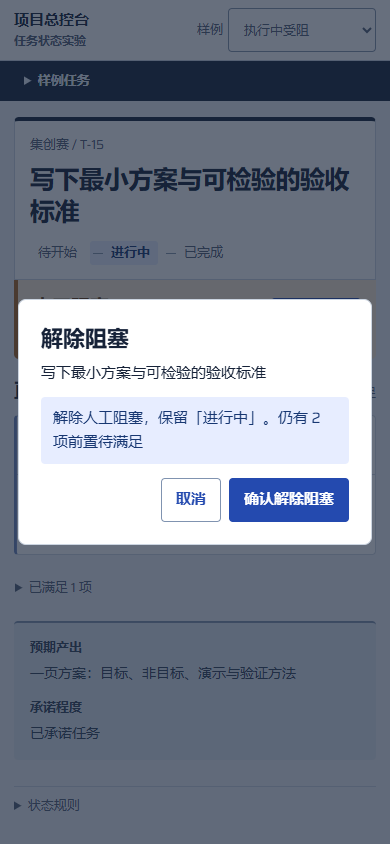 项目总控台
任务状态实验
样例
执行中受阻
▶ 样例任务
集创赛 / T-15
写下最小方案与可检验的验收
标准
待开始 — 进行中 — 已完成
解除阻塞
写下最小方案与可检验的验收标准
解除人工阻塞，保留「进行中」。仍有 2
项前置待满足
取消
确认解除阻塞
▶ 已满足 1 项
预期产出
一页方案：目标、非目标、演示与验证方法
承诺程度
已承诺任务
▶ 状态规则